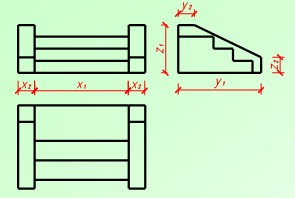 y₂
z₁
z₂
x₂
x₁
x₂
y₁